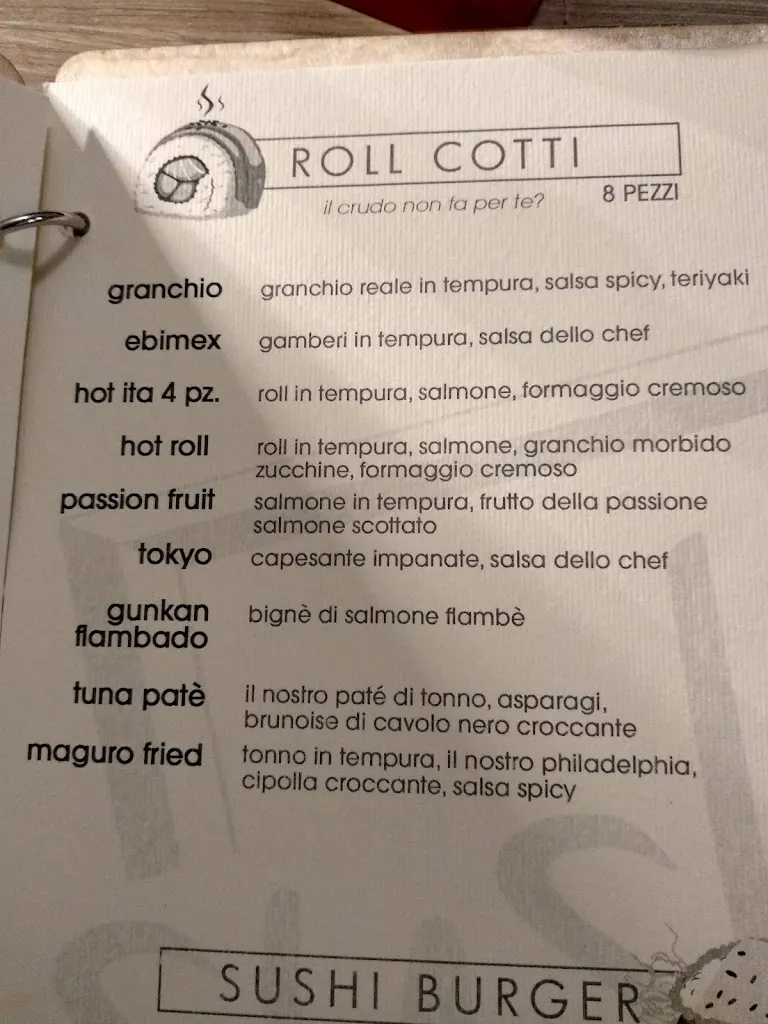 ROLL COTTI
il crudo non fa per te?
8 PEZZI
granchio granchio reale in tempura, salsa spicy, teriyaki
ebimex gamberi in tempura, salsa dello chef
hot ita 4 pz. roll in tempura, salmone, formaggio cremoso
hot roll roll in tempura, salmone, granchio morbido
zucchine, formaggio cremoso
passion fruit salmone in tempura, frutto della passione
salmone scottato
tokyo capesante impanate, salsa dello chef
gunkan bignè di salmone flambè
flambado
tuna patè il nostro paté di tonno, asparagi,
brunoise di cavolo nero croccante
maguro fried tonno in tempura, il nostro philadelphia,
cipolla croccante, salsa spicy
SUSHI BURGER